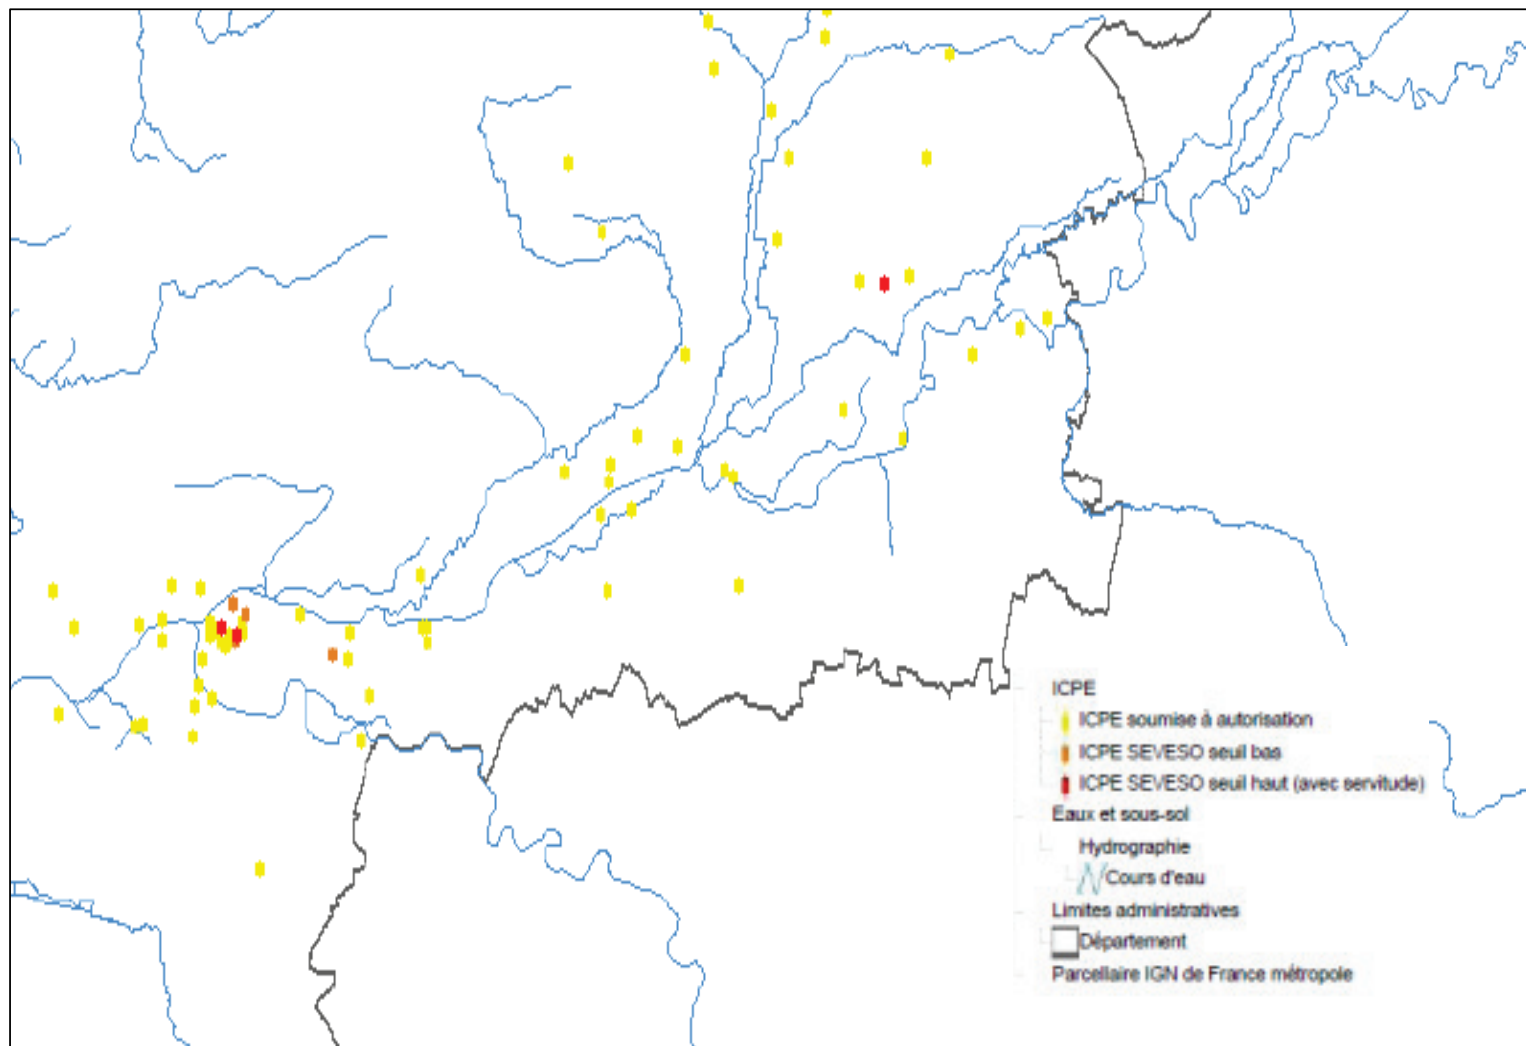 ICPE
ICPE soumise à autorisation
ICPE SEVESO seuil bas
ICPE SEVESO seuil haut (avec servitude)
Eaux et sous-sol
Hydrographie
Cours d'eau
Limites administratives
Département
Parcellaire IGN de France métropole